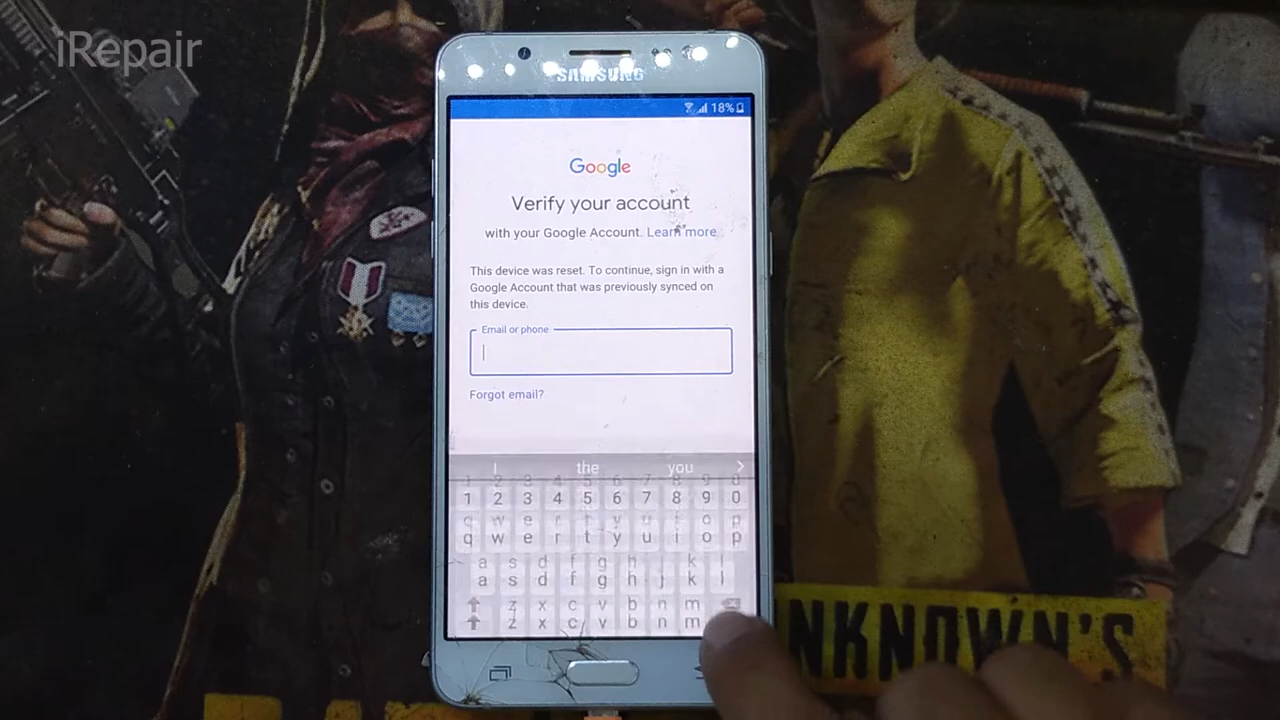 iRepair
SAMSUNG
18%
Google
Verify your account
with your Google Account. Learn more
This device was reset. To continue, sign in with a
Google Account that was previously synced on
this device.
Email or phone
Forgot email?
I the you >
1 2 3 4 5 6 7 8 9 0
q w e r t y u i o p
a s d f g h j k l
z x c v b n m
NKNOWN'S